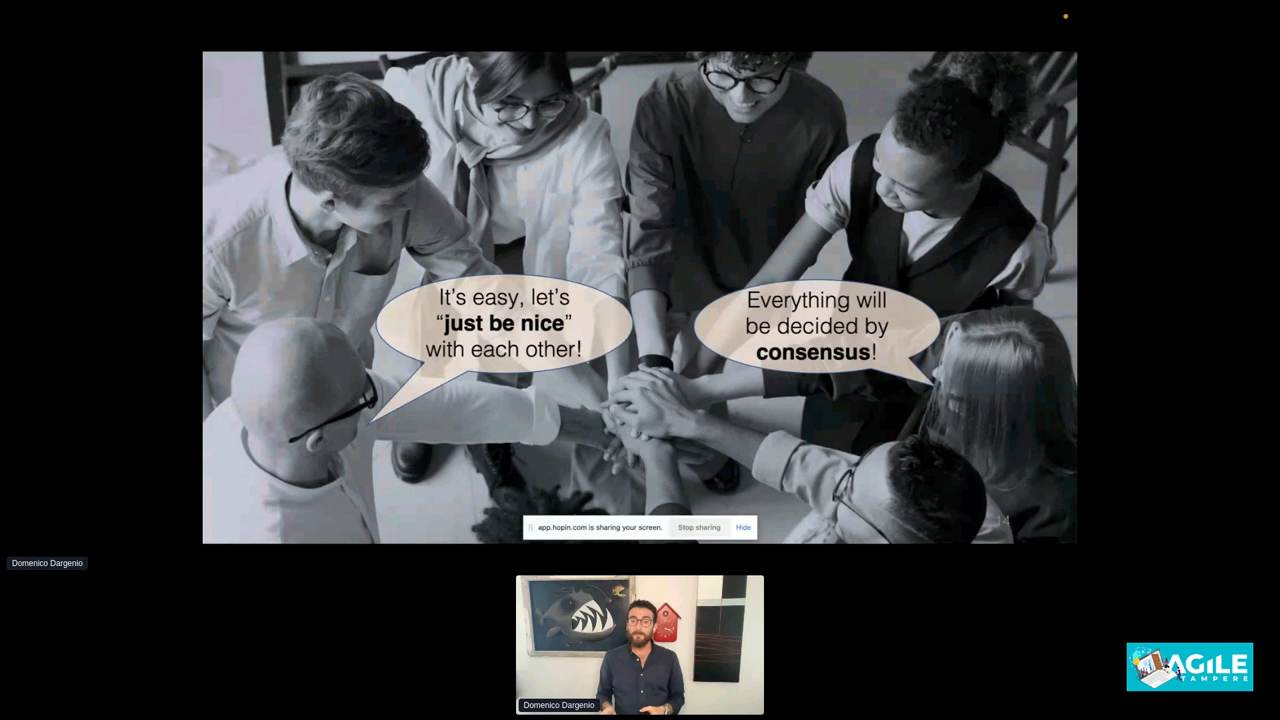 It’s easy, let’s
“just be nice”
with each other!
Everything will
be decided by
consensus!
14
app.hopin.com is sharing your screen. Stop sharing Hide
Domenico Dargenio
Domenico Dargenio
AGILE
TAMPERE